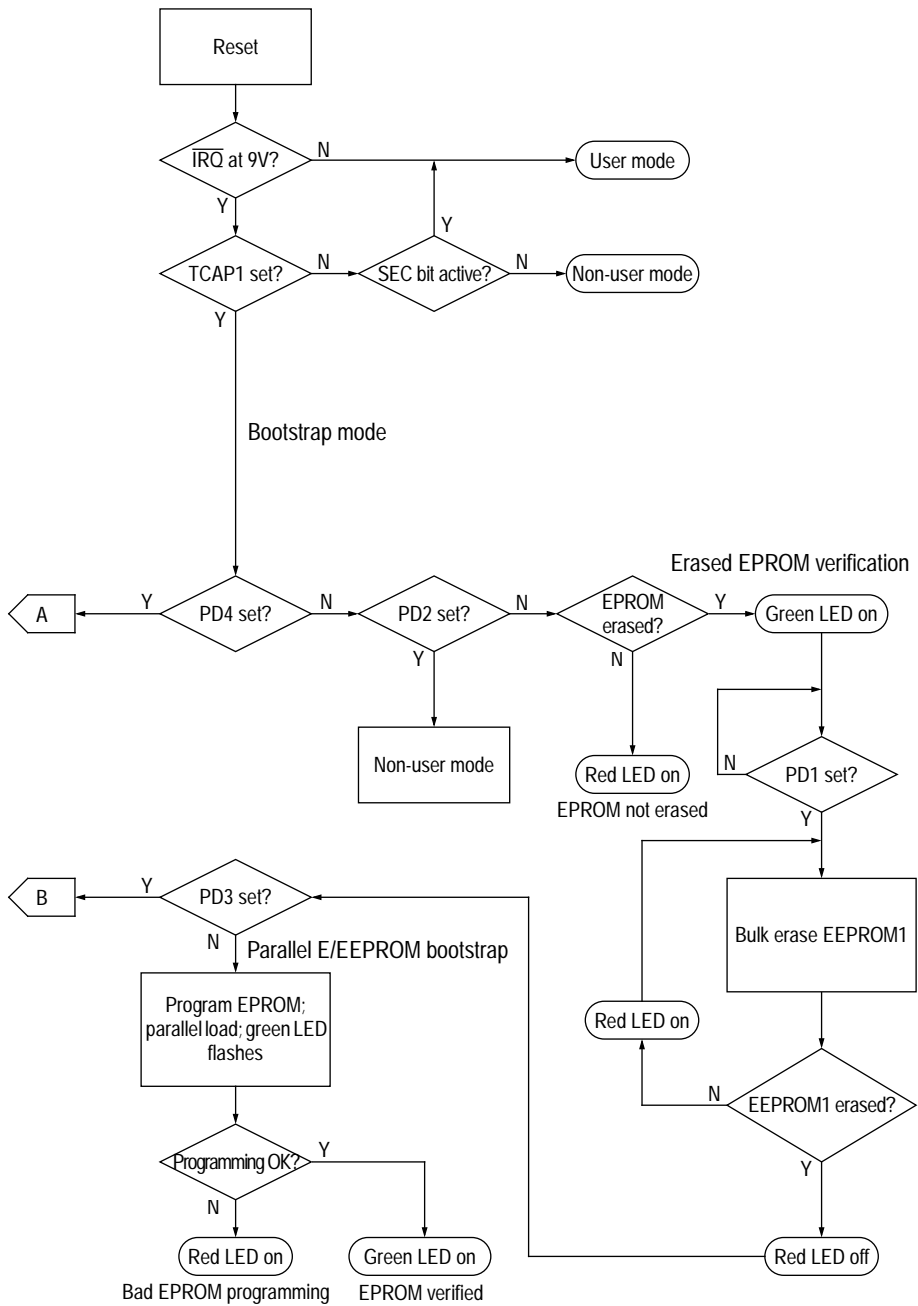 Reset
IRQ at 9V?
N
User mode
Y
Y
TCAP1 set?
N
SEC bit active?
N
Non-user mode
Y
Bootstrap mode
Erased EPROM verification
A
Y
PD4 set?
N
PD2 set?
N
EPROM
erased?
Y
Green LED on
Y
N
Non-user mode
Red LED on
EPROM not erased
N
PD1 set?
Y
B
Y
PD3 set?
N
Parallel E/EEPROM bootstrap
Bulk erase EEPROM1
Program EPROM;
parallel load; green LED
flashes
Red LED on
N
EEPROM1 erased?
Y
Programming OK?
Y
N
Red LED on
Green LED on
Red LED off
Bad EPROM programming
EPROM verified